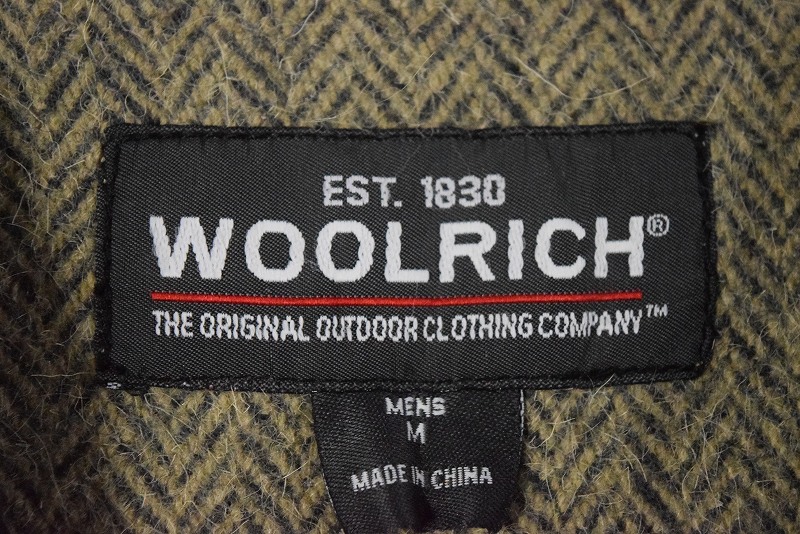 EST. 1830
WOOLRICH®
THE ORIGINAL OUTDOOR CLOTHING COMPANY™
MENS
M
MADE IN CHINA